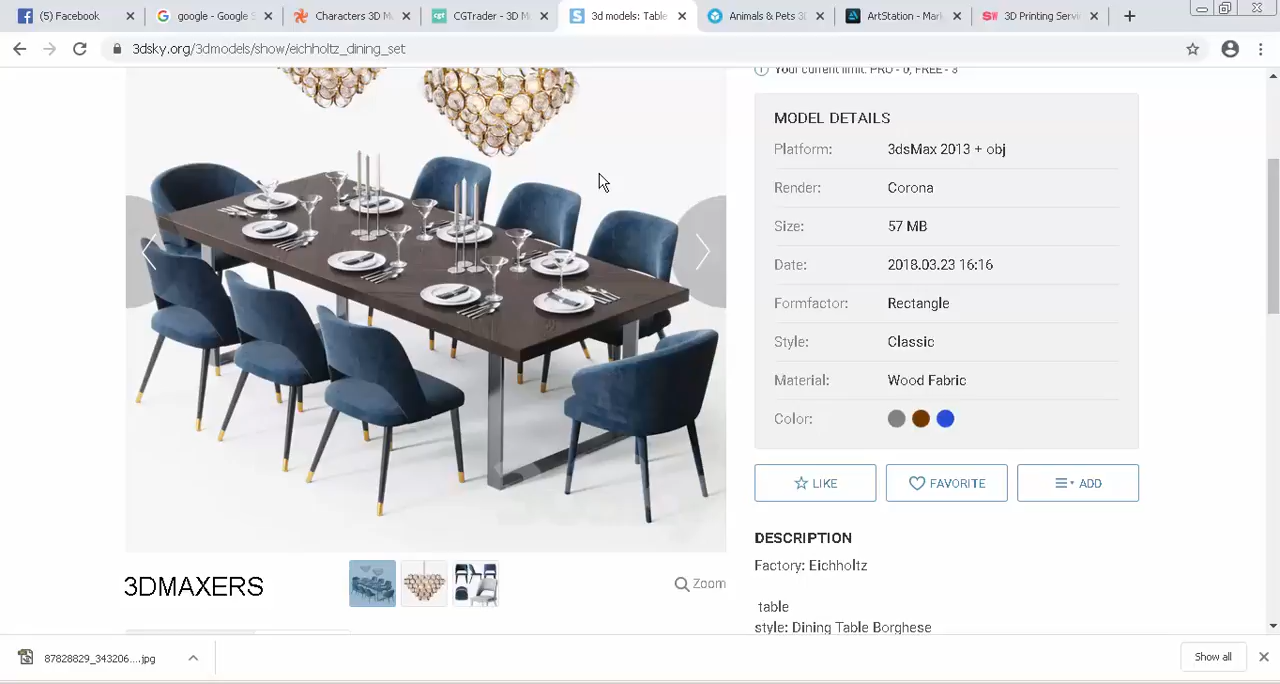 (5) Facebook
google - Google S
Characters 3D M
CGTrader - 3D M
3d models: Table
Animals & Pets 3D
ArtStation - Mark
3D Printing Servi
3dsky.org/3dmodels/show/eichholtz_dining_set
Your current limit: PRO - 0, FREE - 3
MODEL DETAILS
Platform: 3dsMax 2013 + obj
Render: Corona
Size: 57 MB
Date: 2018.03.23 16:16
Formfactor: Rectangle
Style: Classic
Material: Wood Fabric
Color:
LIKE FAVORITE ADD
DESCRIPTION
Factory: Eichholtz
table
style: Dining Table Borghese
3DMAXERS
Zoom
87828829_343206....jpg
Show all